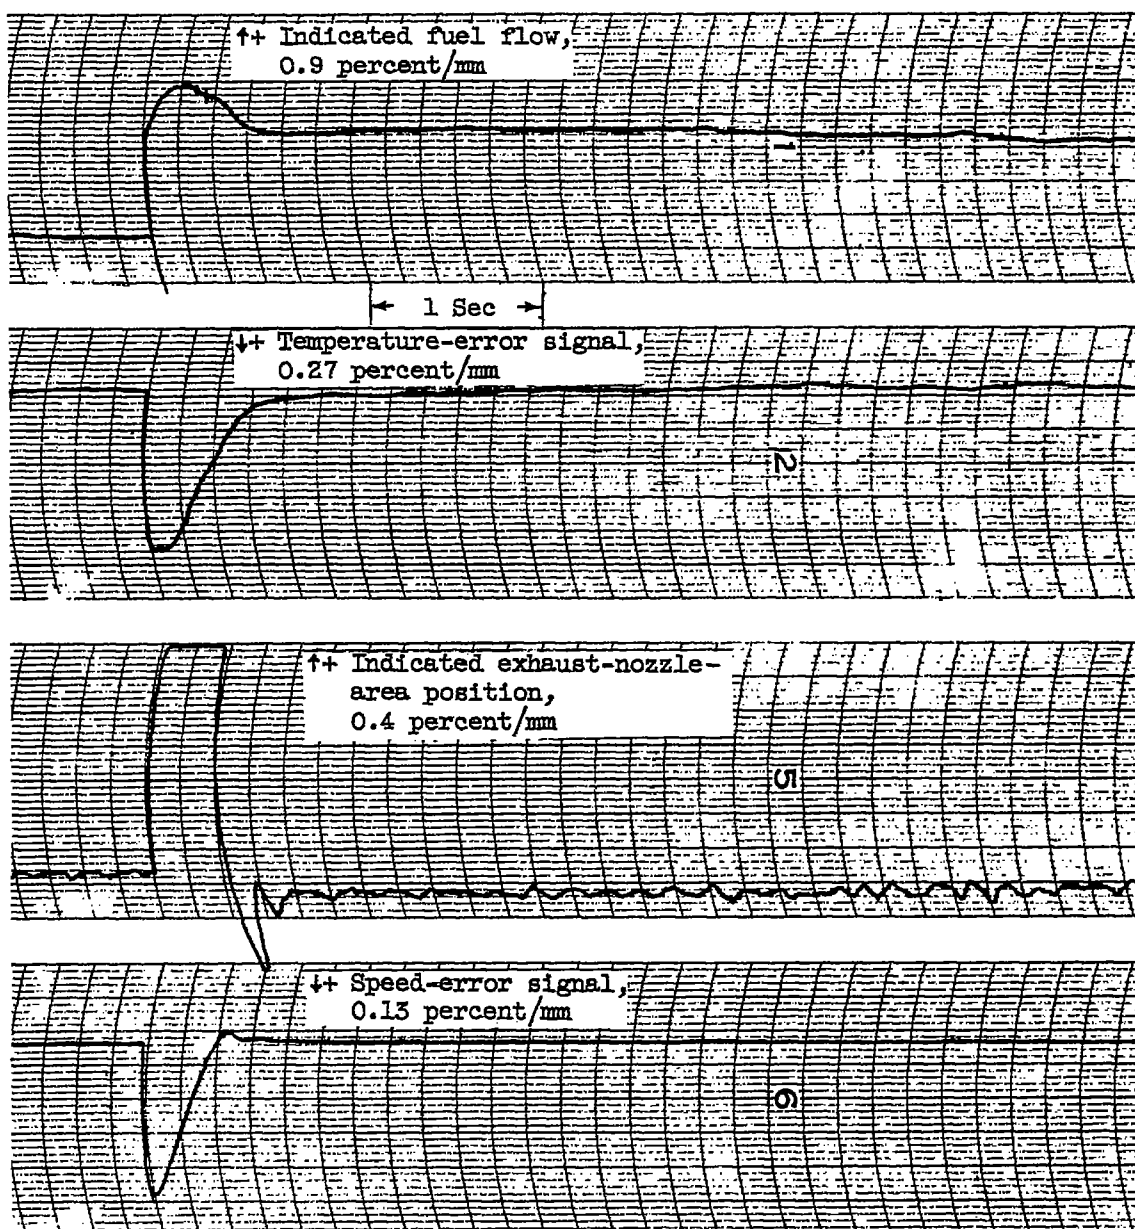 ↑+ Indicated fuel flow,
0.9 percent/mm
1
1 Sec
↓+ Temperature-error signal,
0.27 percent/mm
2
↑+ Indicated exhaust-nozzle-
area position,
0.4 percent/mm
5
↓+ Speed-error signal,
0.13 percent/mm
6